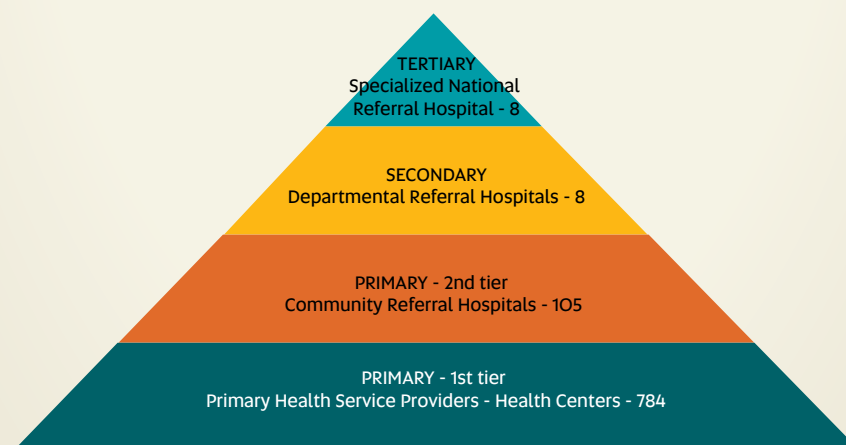 TERTIARY
Specialized National
Referral Hospital - 8
SECONDARY
Departmental Referral Hospitals - 8
PRIMARY - 2nd tier
Community Referral Hospitals - 105
PRIMARY - 1st tier
Primary Health Service Providers - Health Centers - 784